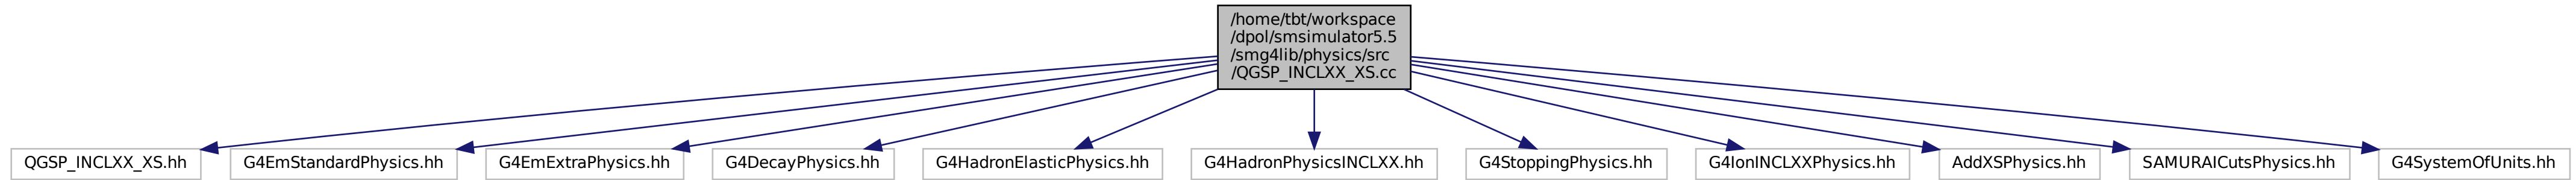 /home/tbt/workspace
/dpol/smsimulator5.5
/smg4lib/physics/src
/QGSP_INCLXX_XS.cc
QGSP_INCLXX_XS.hh
G4EmStandardPhysics.hh
G4EmExtraPhysics.hh
G4DecayPhysics.hh
G4HadronElasticPhysics.hh
G4HadronPhysicsINCLXX.hh
G4StoppingPhysics.hh
G4IonINCLXXPhysics.hh
AddXSPhysics.hh
SAMURAICutsPhysics.hh
G4SystemOfUnits.hh